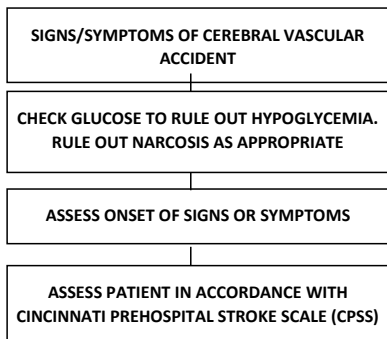 SIGNS/SYMPTOMS OF CEREBRAL VASCULAR
ACCIDENT
CHECK GLUCOSE TO RULE OUT HYPOGLYCEMIA.
RULE OUT NARCOSIS AS APPROPRIATE
ASSESS ONSET OF SIGNS OR SYMPTOMS
ASSESS PATIENT IN ACCORDANCE WITH
CINCINNATI PREHOSPITAL STROKE SCALE (CPSS)